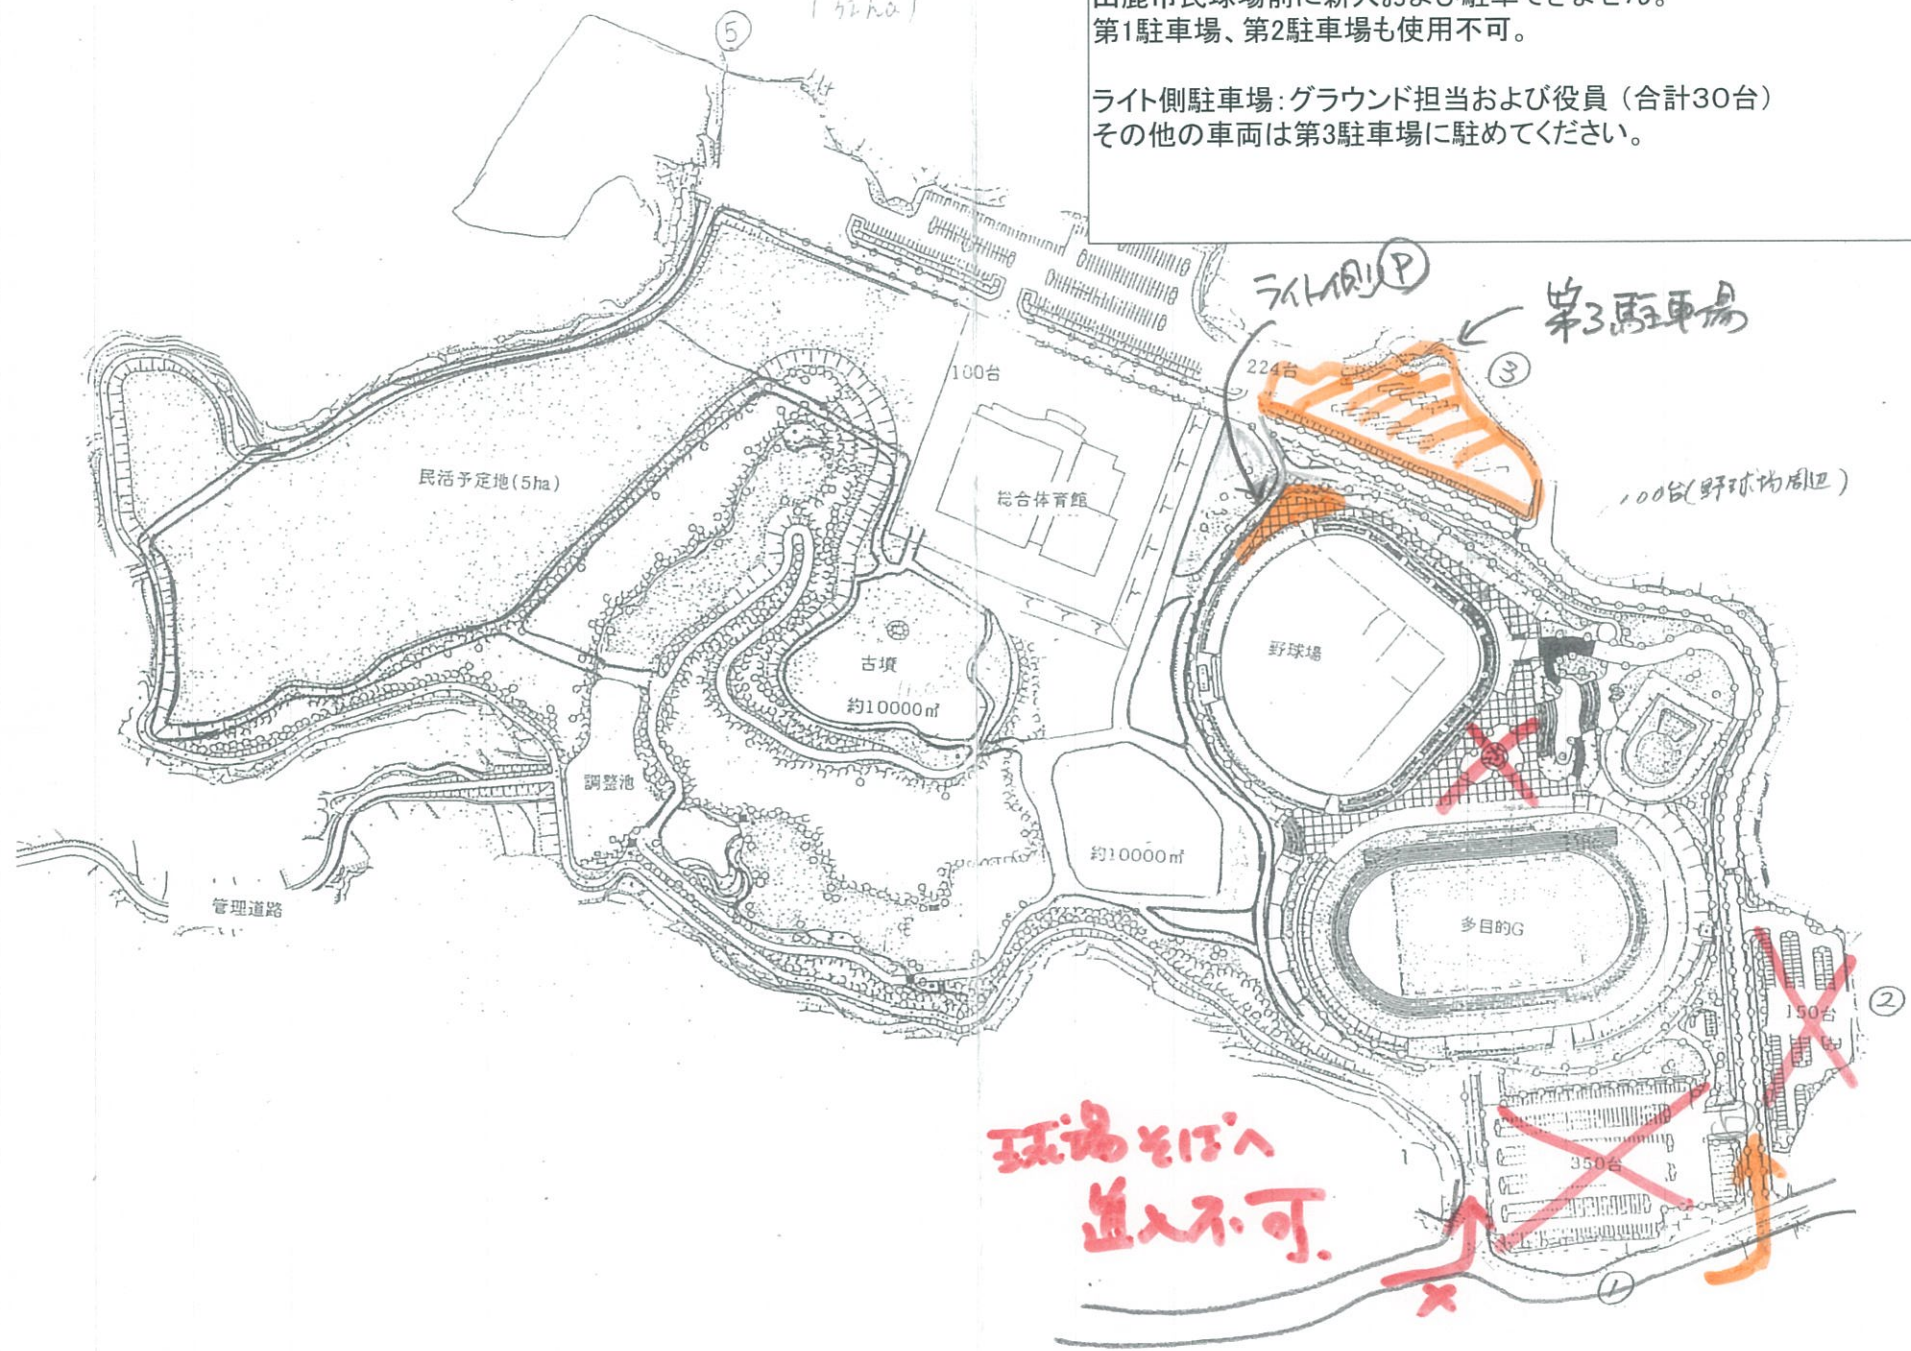 第1駐車場、第2駐車場も使用不可。
ライト側駐車場:グラウンド担当および役員(合計30台)
その他の車両は第3駐車場に駐めてください。
⑤
ライト側Ⓟ
第3駐車場
③
224台
100台
100台(野球場周辺)
民活予定地(5ha)
総合体育館
野球場
古墳
約10000㎡
調整池
約10000㎡
管理道路
多目的G
②
150台
350台
球場そばへ
進入不可.
①